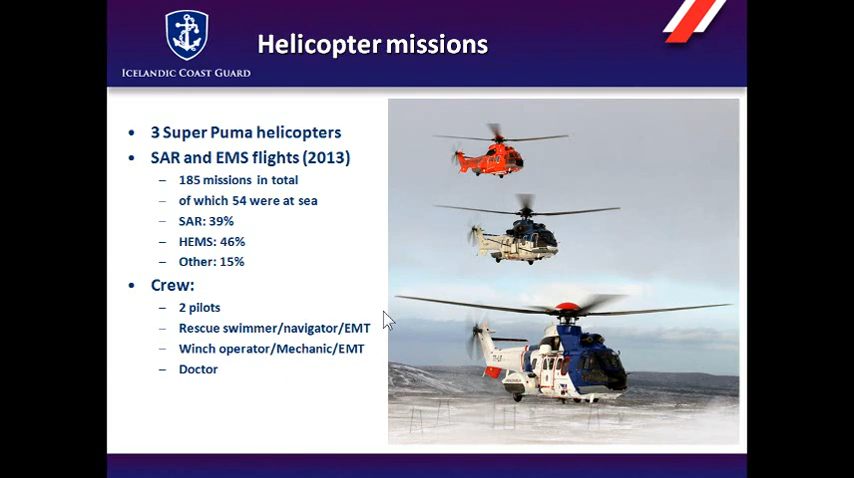 Helicopter missions
ICELANDIC COAST GUARD
• 3 Super Puma helicopters
• SAR and EMS flights (2013)
– 185 missions in total
– of which 54 were at sea
– SAR: 39%
– HEMS: 46%
– Other: 15%
• Crew:
– 2 pilots
– Rescue swimmer/navigator/EMT
– Winch operator/Mechanic/EMT
– Doctor